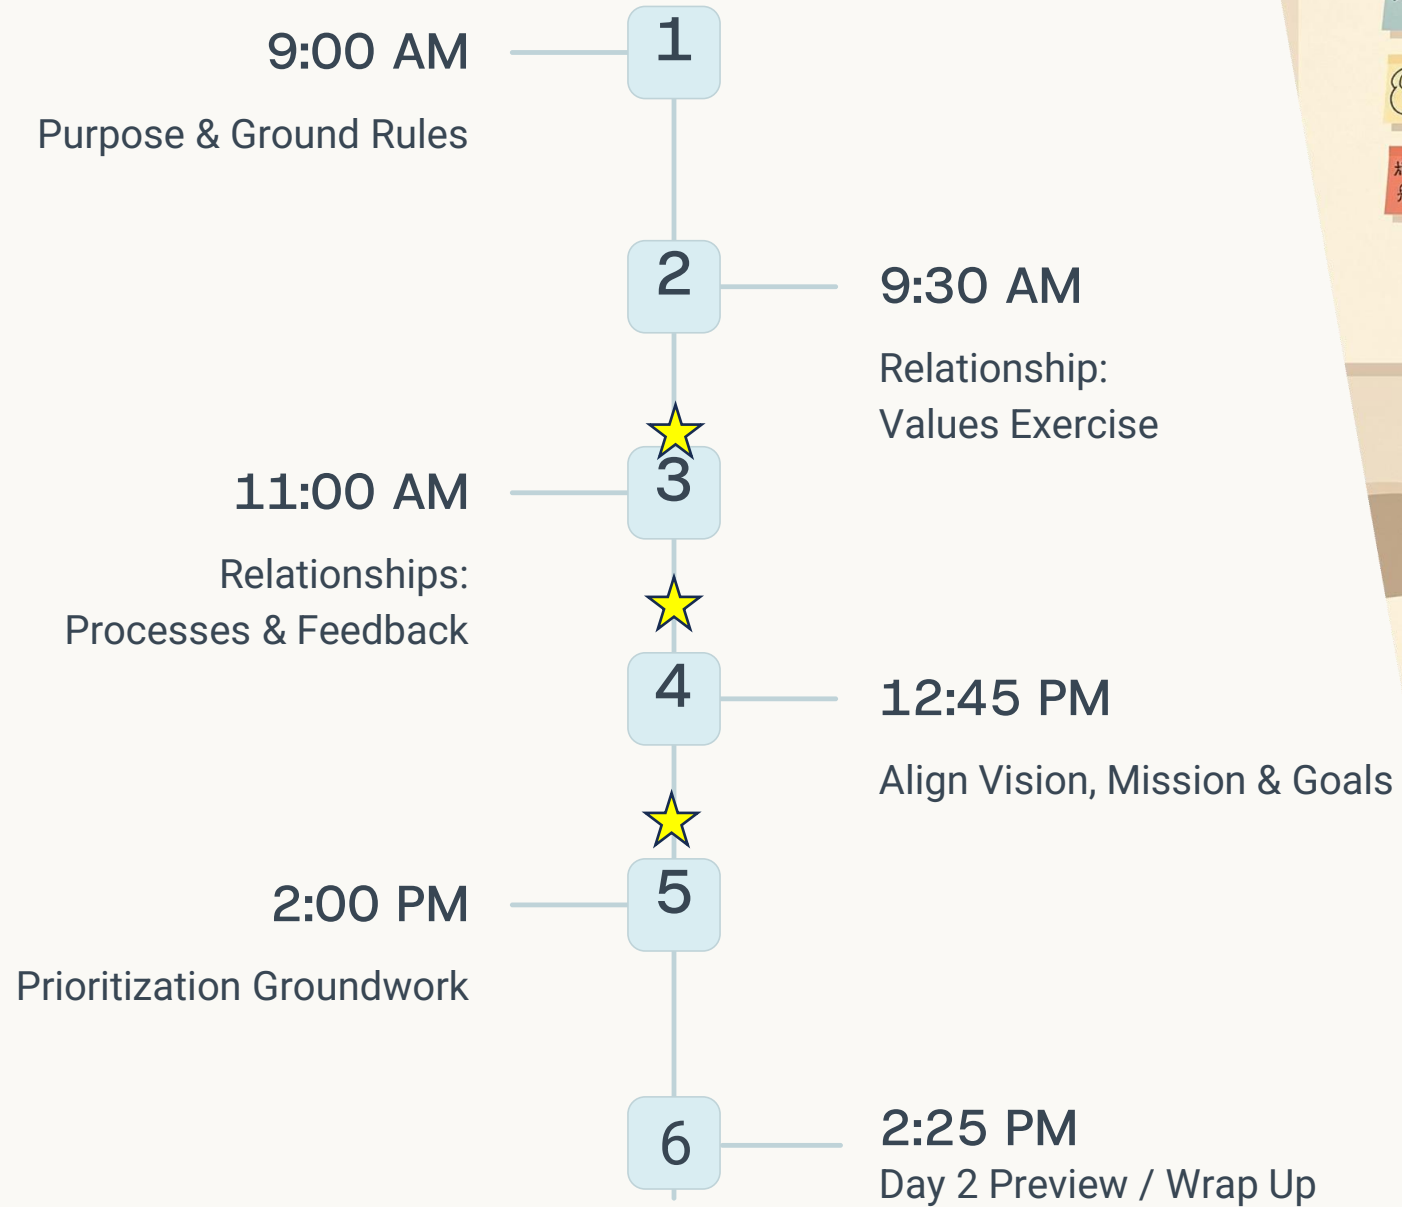 1
9:00 AM
Purpose & Ground Rules
2
9:30 AM
Relationship:
Values Exercise
3
11:00 AM
Relationships:
Processes & Feedback
4
12:45 PM
Align Vision, Mission & Goals
5
2:00 PM
Prioritization Groundwork
6
2:25 PM
Day 2 Preview / Wrap Up